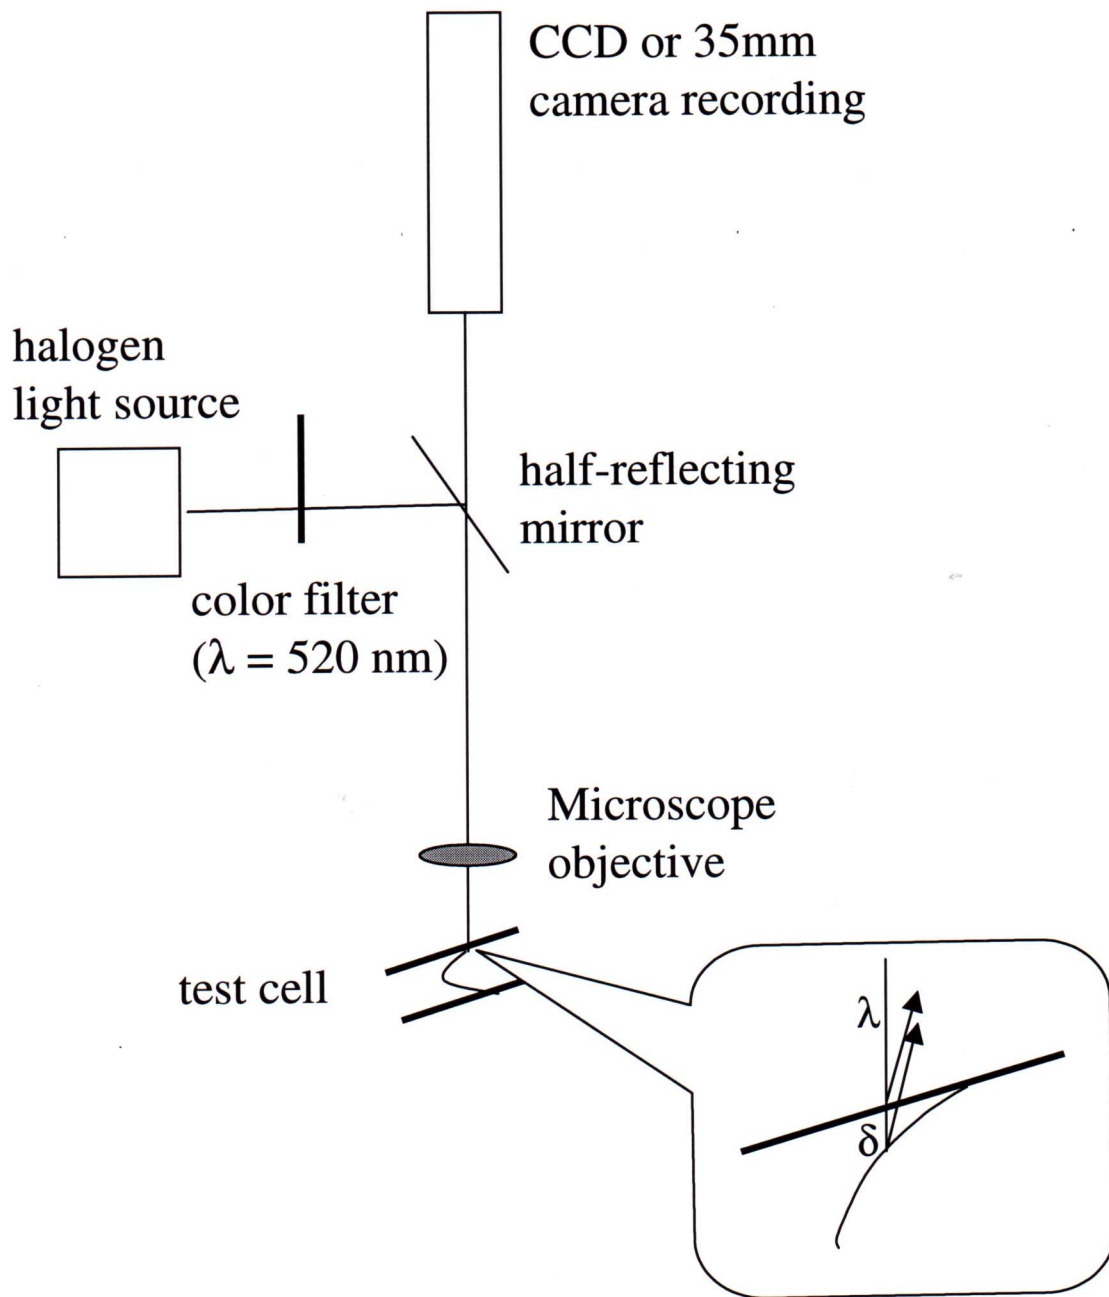 CCD or 35mm
camera recording
halogen
light source
half-reflecting
mirror
color filter
(λ = 520 nm)
Microscope
objective
test cell
λ
δ